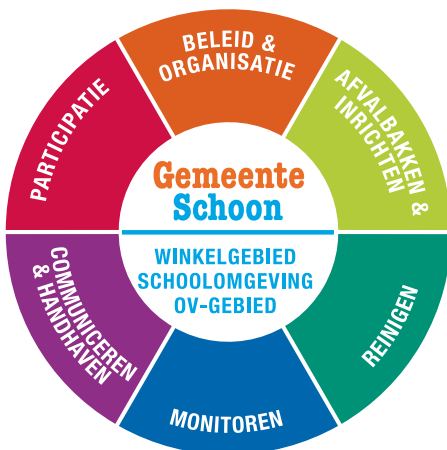 BELEID &
ORGANISATIE
AFVALBAKKEN &
INRICHTEN
REINIGEN
MONITOREN
COMMUNICEREN
& HANDHAVEN
PARTICIPATIE
Gemeente
Schoon
WINKELGEBIED
SCHOOLOMGEVING
OV-GEBIED